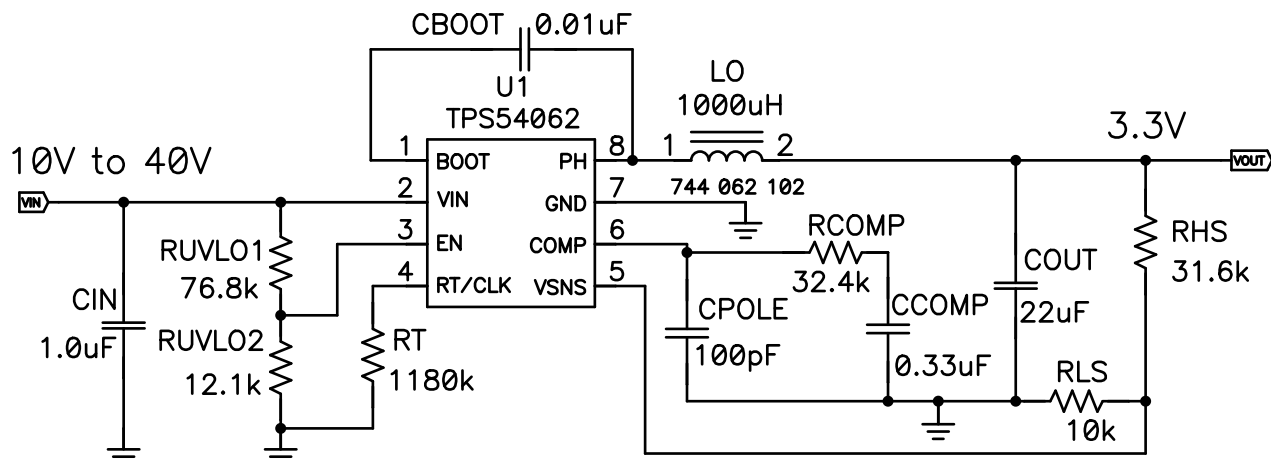 CBOOT
0.01uF
U1
TPS54062
LO
1000uH
3.3V
10V to 40V
1
BOOT
PH
8
1
2
VOUT
744 062 102
VIN
2
VIN
GND
7
3
EN
COMP
6
4
RT/CLK
VSNS
5
RUVLO1
76.8k
RCOMP
32.4k
RHS
31.6k
COUT
22uF
CIN
1.0uF
RUVLO2
12.1k
RT
1180k
CPOLE
100pF
CCOMP
0.33uF
RLS
10k